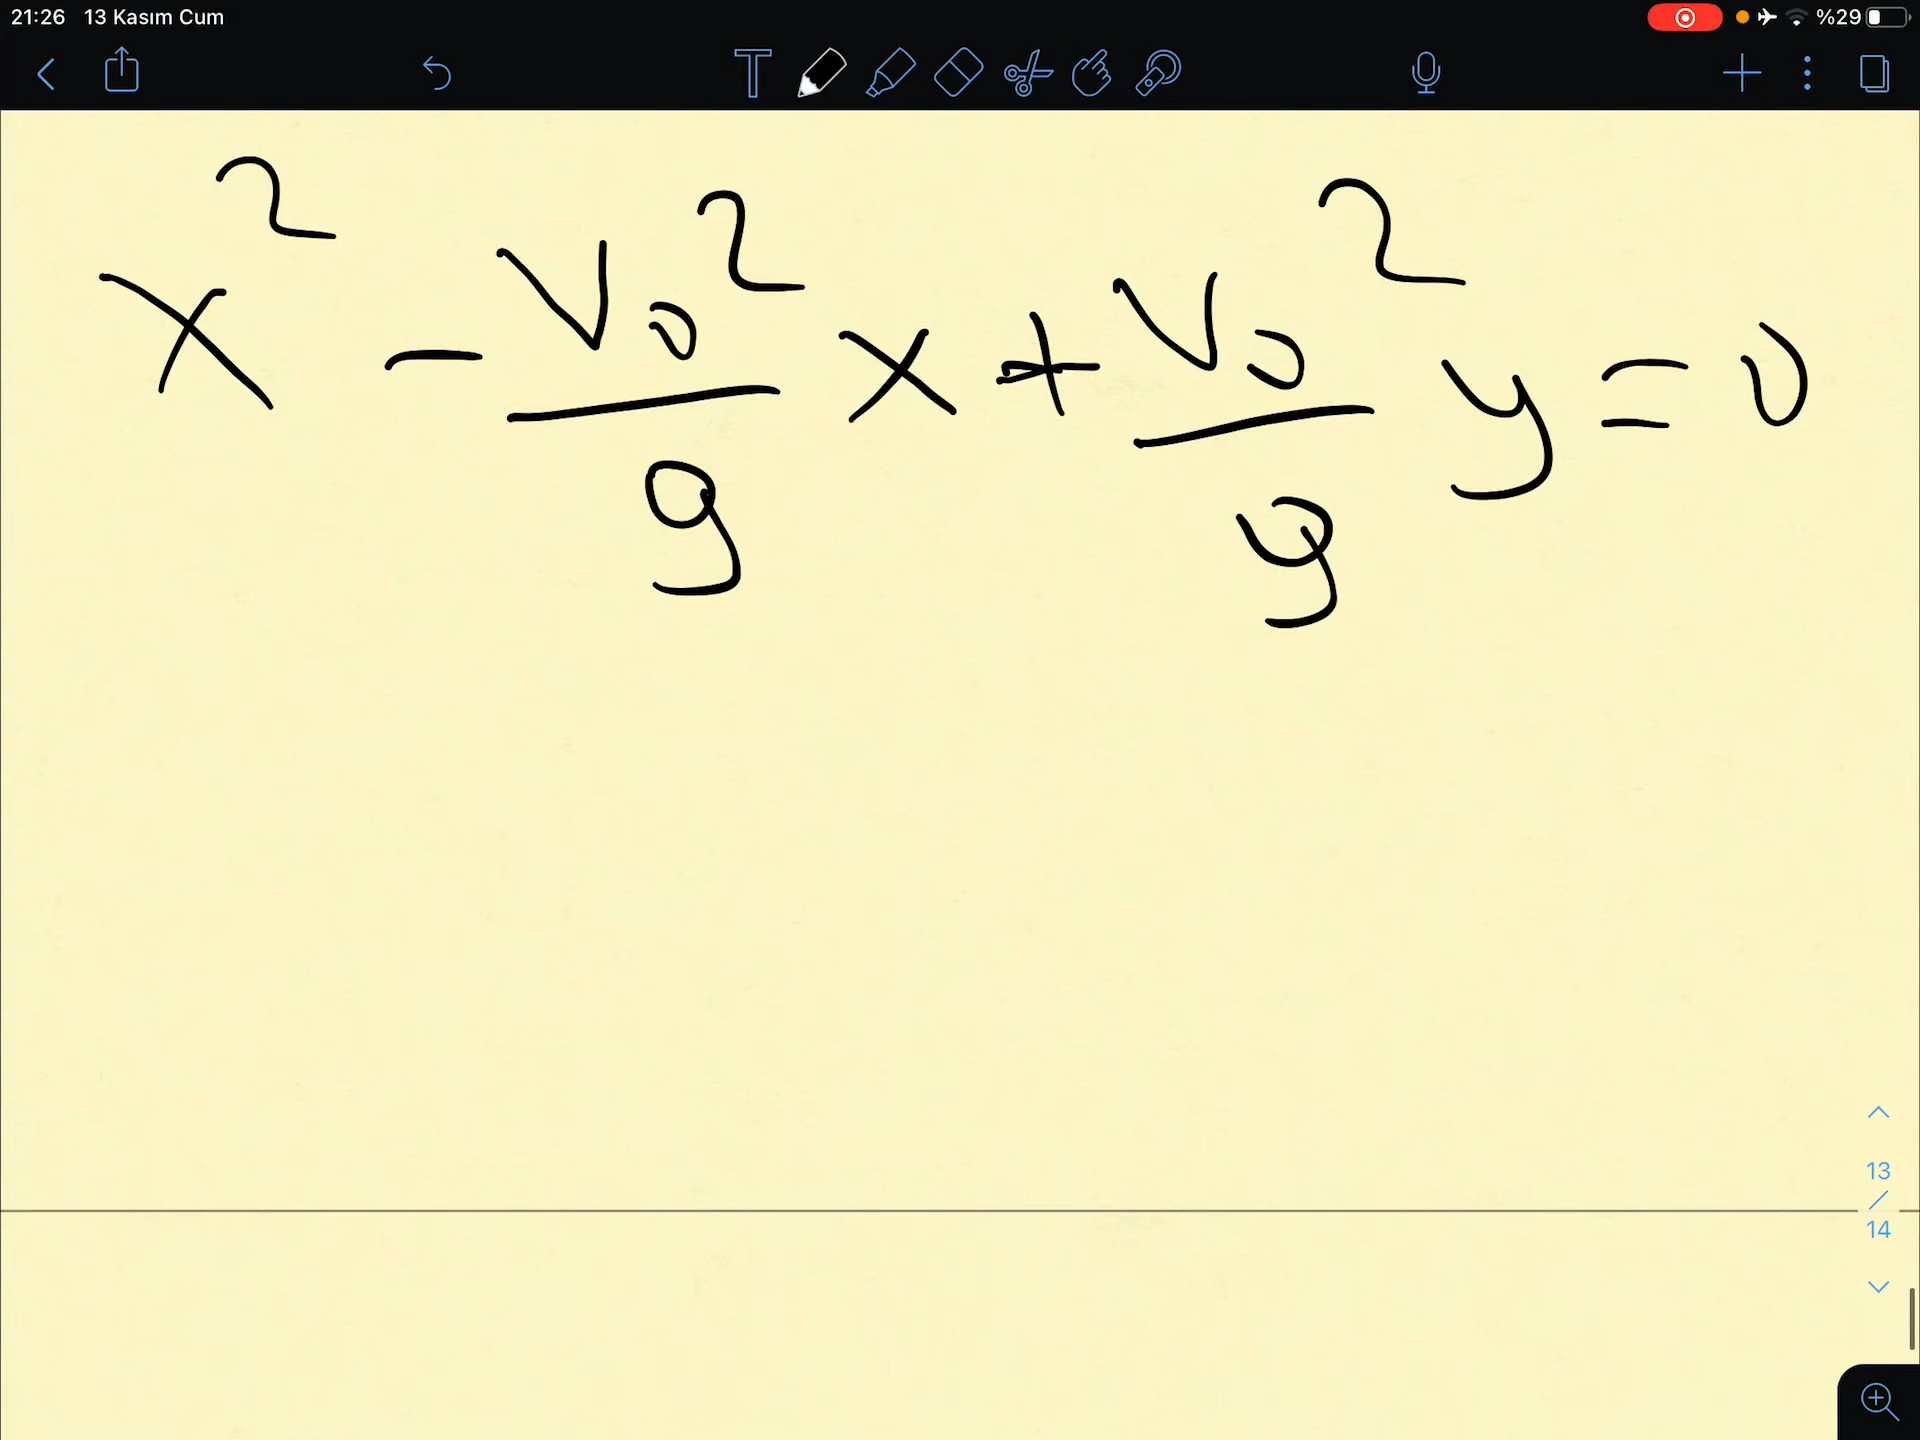 21:26 13 Kasım Cum %29
T
x² - v₀²/g x + v₀²/g y = 0
13
/
14